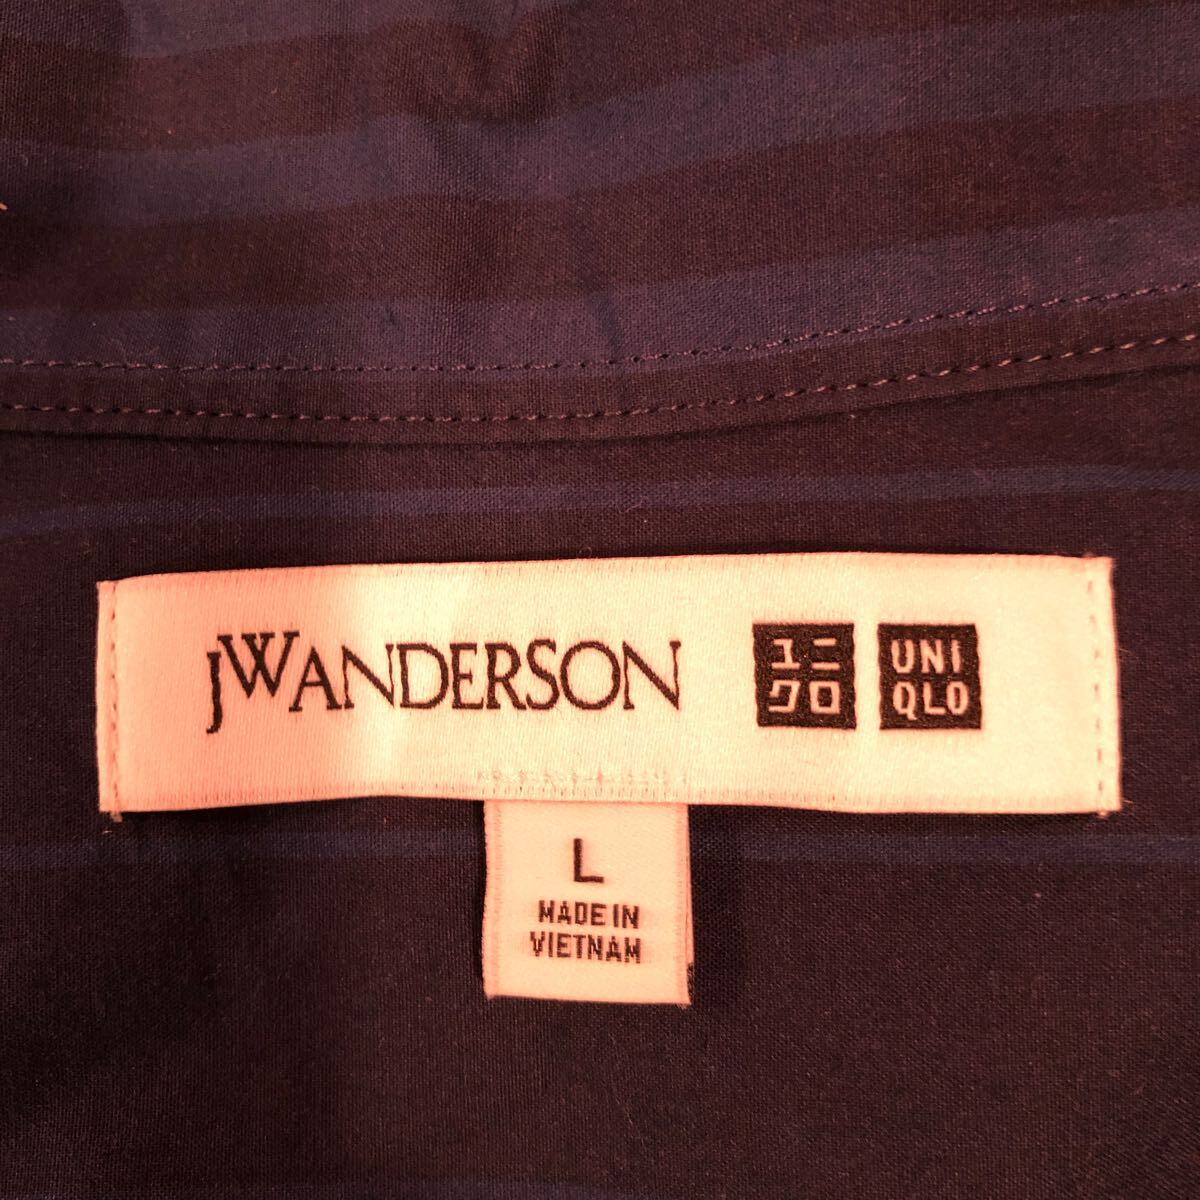 JWANDERSON
ユニ
クロ
UNI
QLO
L
MADE IN
VIETNAM